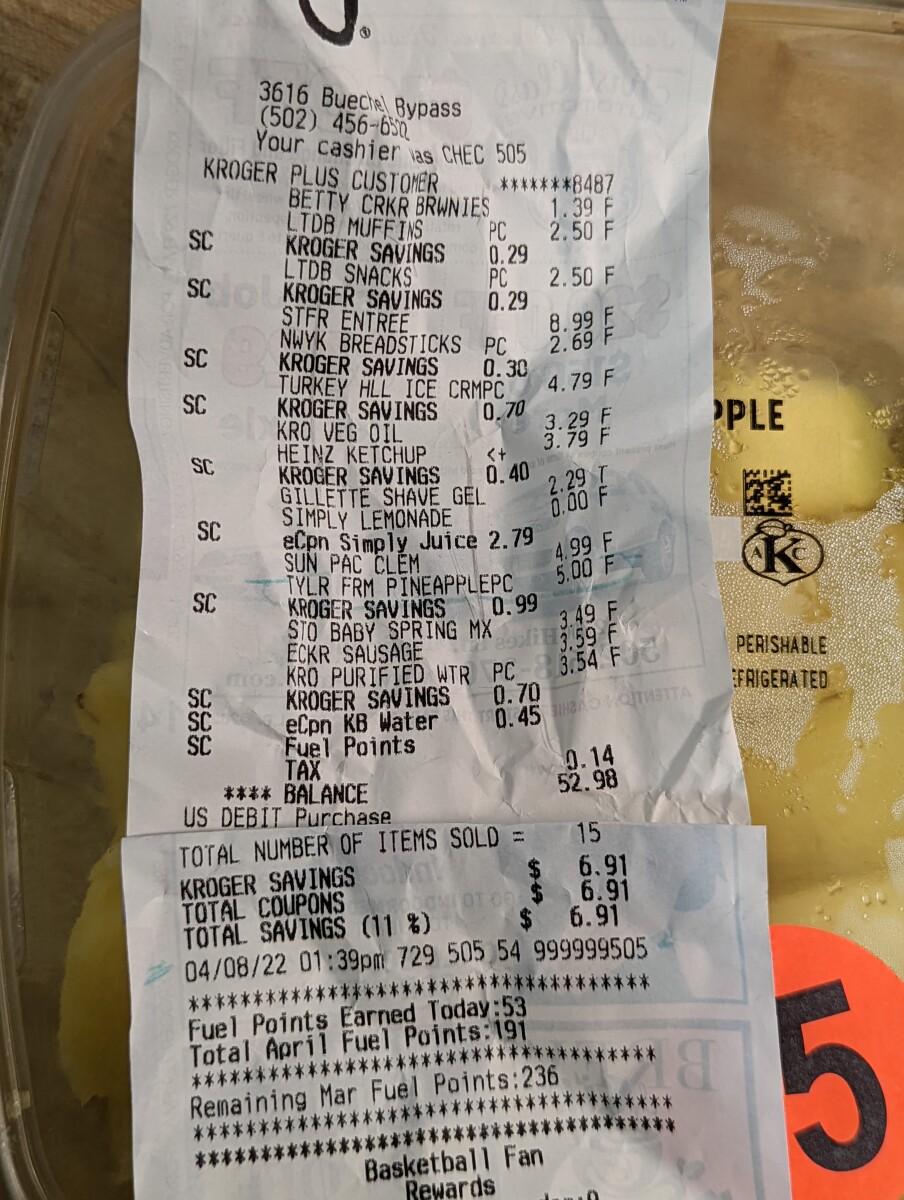 3616 Buechel Bypass
(502) 456-6500
Your cashier was CHEC 505
KROGER PLUS CUSTOMER *******8487
BETTY CRKR BRWNIES 1.39 F
LTDB MUFFINS PC 2.50 F
SC KROGER SAVINGS 0.29
LTDB SNACKS PC 2.50 F
SC KROGER SAVINGS 0.29
STFR ENTREE 8.99 F
NWYK BREADSTICKS PC 2.69 F
SC KROGER SAVINGS 0.30
TURKEY HLL ICE CRMPC 4.79 F
SC KROGER SAVINGS 0.70
KRO VEG OIL 3.29 F
HEINZ KETCHUP <+ 3.79 F
SC KROGER SAVINGS 0.40
GILLETTE SHAVE GEL 2.29 T
SIMPLY LEMONADE 0.00 F
SC eCpn Simply Juice 2.79
SUN PAC CLEM 4.99 F
TYLR FRM PINEAPPLEPC 5.00 F
SC KROGER SAVINGS 0.99
STO BABY SPRING MX 3.49 F
ECKR SAUSAGE 3.59 F
KRO PURIFIED WTR PC 3.54 F
SC KROGER SAVINGS 0.70
SC eCpn KB Water 0.45
SC Fuel Points
TAX 0.14
**** BALANCE 52.98
US DEBIT Purchase
TOTAL NUMBER OF ITEMS SOLD = 15
KROGER SAVINGS $ 6.91
TOTAL COUPONS $ 6.91
TOTAL SAVINGS (11 %) $ 6.91
04/08/22 01:39pm 729 505 54 999999505
************************************
Fuel Points Earned Today:53
Total April Fuel Points:191
************************************
Remaining Mar Fuel Points:236
************************************
************************************
Basketball Fan
Rewards
PPLE
AKC
PERISHABLE
EFRIGERATED
5